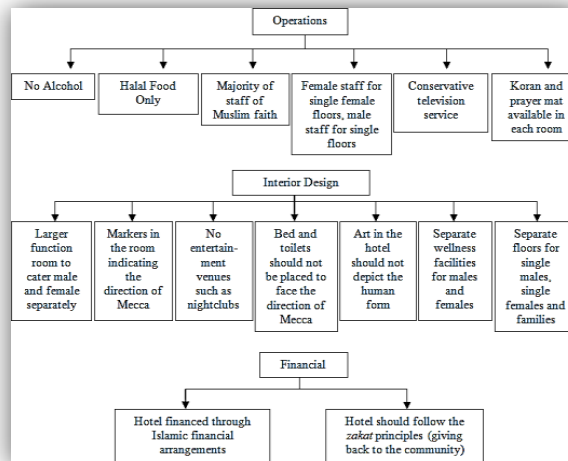 Operations
No Alcohol
Halal Food
Only
Majority of
staff of
Muslim faith
Female staff for
single female
floors, male
staff for single
floors
Conservative
television
service
Koran and
prayer mat
available in
each room
Interior Design
Larger
function
room to
cater male
and female
separately
Markers in
the room
indicating
the
direction of
Mecca
No
entertain-
ment
venues
such as
nightclubs
Bed and
toilets
should not
be placed to
face the
direction of
Mecca
Art in the
hotel
should not
depict the
human
form
Separate
wellness
facilities
for males
and
females
Separate
floors for
single
males,
single
females and
families
Financial
Hotel financed through
Islamic financial
arrangements
Hotel should follow the
zakat principles (giving
back to the community)